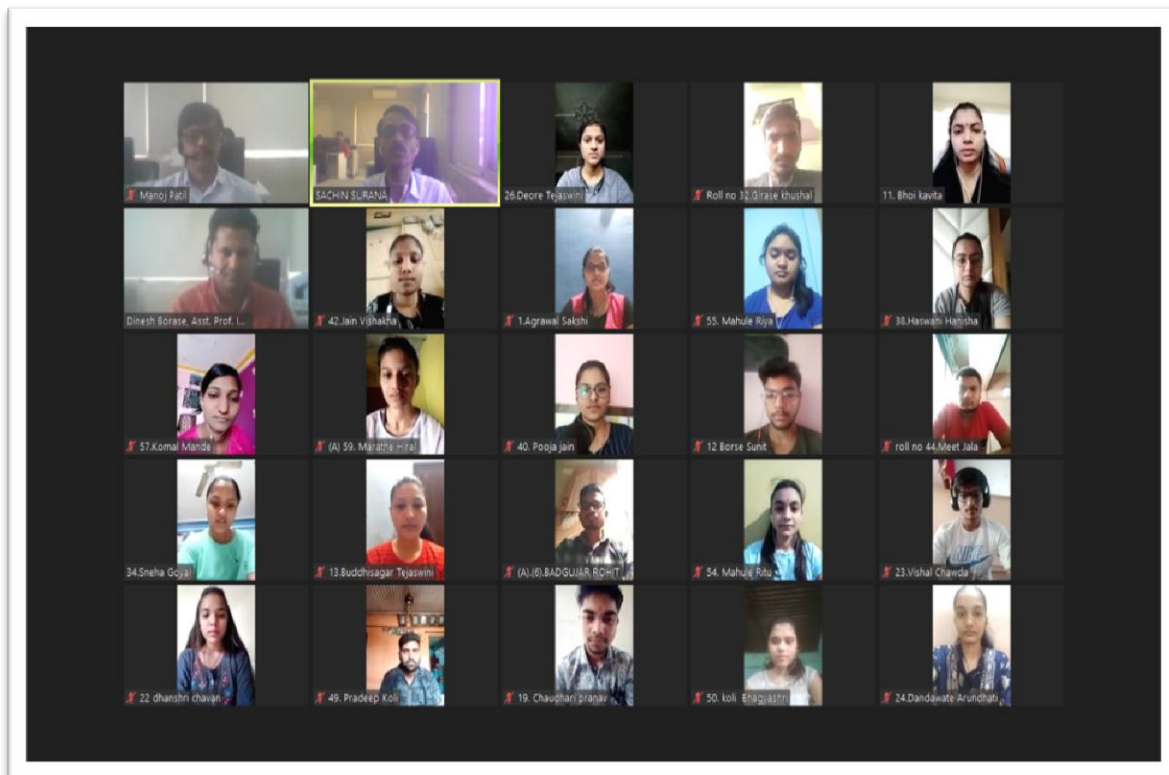 Manoj Patil
SACHIN SURANA
26.Deore Tejaswini
Roll no 32.Girase khushal
11. Bhoi kavita
Dinesh Borase, Asst. Prof. I...
42.Jain Vishakha
1.Agrawal Sakshi
55. Mahule Riya
38.Haswani Hanisha
57.Komal Mande
(A) 59. Marathe Hiral
40. Pooja jain
12 Borse Sunit
roll no 44.Meet Jala
34.Sneha Goyal
13.Buddhisagar Tejaswini
(A).(6).BADGUJAR ROHIT
54. Mahule Ritu
23.Vishal Chawda
22 dhanshri chavan
49. Pradeep Koli
19. Chaudhari pranav
50. koli Bhagyashri
24.Dandawate Arundhati